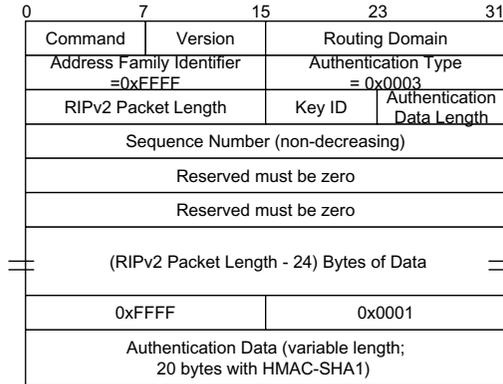 0 7 15 23 31
Command Version Routing Domain
Address Family Identifier Authentication Type
=0xFFFF = 0x0003
RIPv2 Packet Length Key ID Authentication
Data Length
Sequence Number (non-decreasing)
Reserved must be zero
Reserved must be zero
(RIPv2 Packet Length - 24) Bytes of Data
0xFFFF 0x0001
Authentication Data (variable length;
20 bytes with HMAC-SHA1)